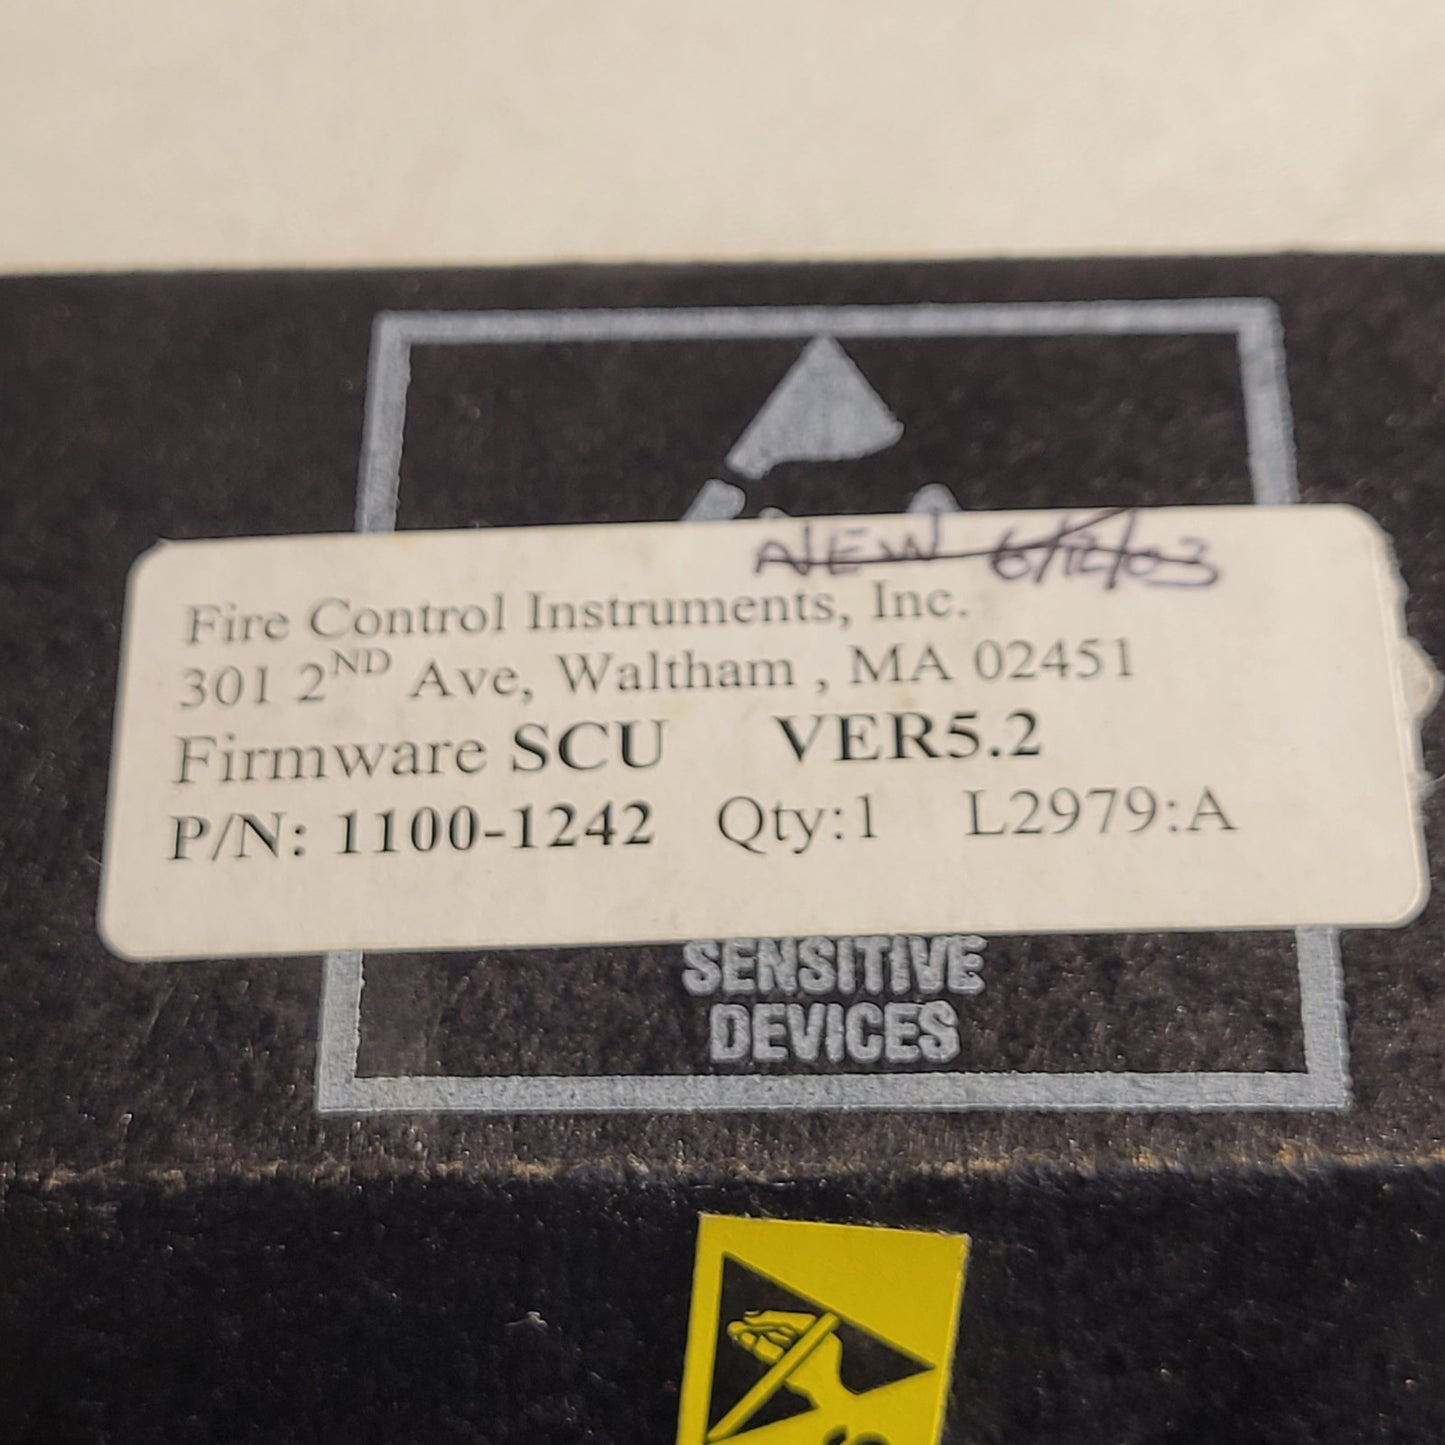 NEW 6/12/03
Fire Control Instruments, Inc.
301 2ND Ave, Waltham , MA 02451
Firmware SCU VER5.2
P/N: 1100-1242 Qty:1 L2979:A
SENSITIVE
DEVICES